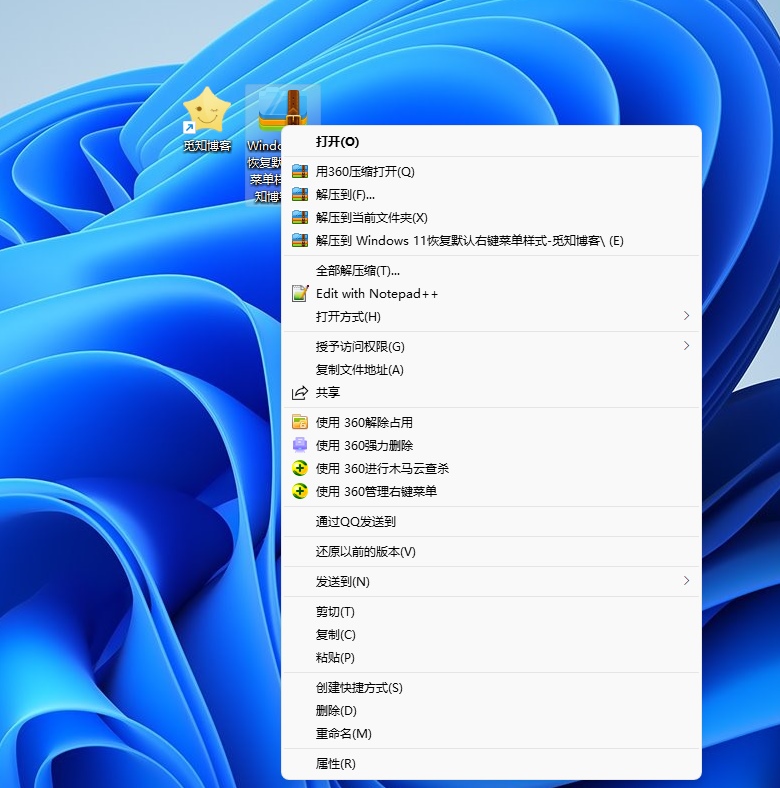 觅知博客
Windo
恢复默
菜单样
知博
打开(O)
用360压缩打开(Q)
解压到(F)...
解压到当前文件夹(X)
解压到 Windows 11恢复默认右键菜单样式-觅知博客\ (E)
全部解压缩(T)...
Edit with Notepad++
打开方式(H)
授予访问权限(G)
复制文件地址(A)
共享
使用 360解除占用
使用 360强力删除
使用 360进行木马云查杀
使用 360管理右键菜单
通过QQ发送到
还原以前的版本(V)
发送到(N)
剪切(T)
复制(C)
粘贴(P)
创建快捷方式(S)
删除(D)
重命名(M)
属性(R)